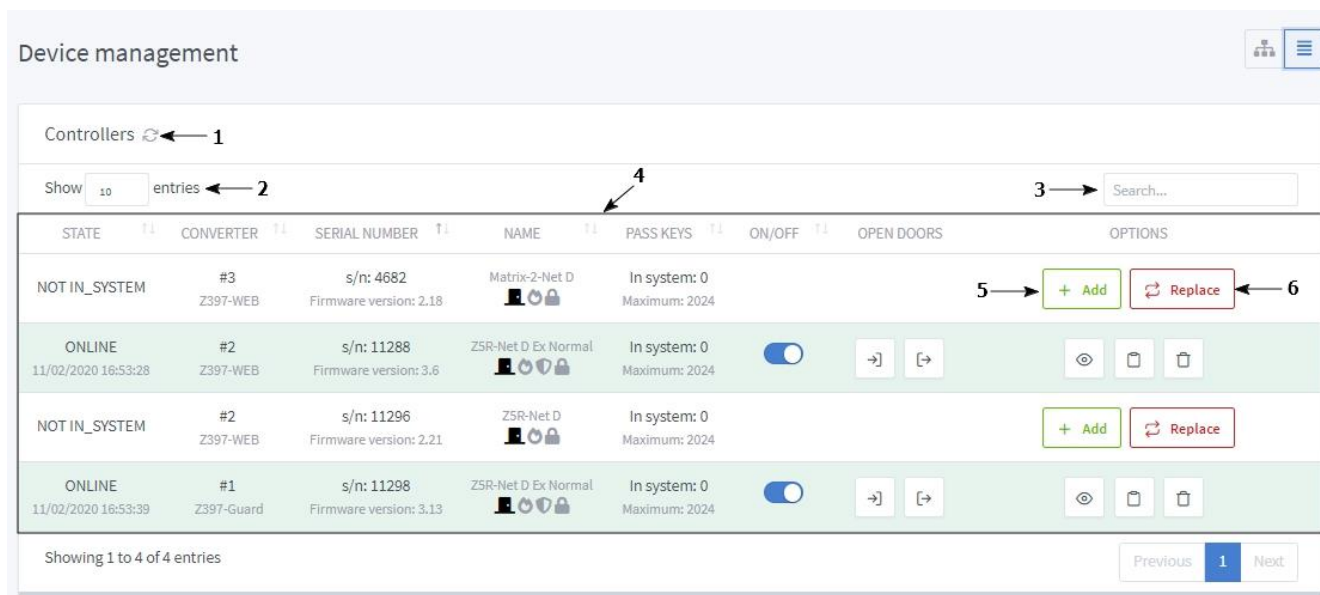 Device management
Controllers 1
Show 10 entries 2
4
3 Search...
STATE CONVERTER SERIAL NUMBER NAME PASS KEYS ON/OFF OPEN DOORS OPTIONS
NOT IN_SYSTEM #3 s/n: 4682 Matrix-2-Net D In system: 0 5 + Add Replace 6
Z397-WEB Firmware version: 2.18 Maximum: 2024
ONLINE #2 s/n: 11288 Z5R-Net D Ex Normal In system: 0
11/02/2020 16:53:28 Z397-WEB Firmware version: 3.6 Maximum: 2024
NOT IN_SYSTEM #2 s/n: 11296 Z5R-Net D In system: 0 + Add Replace
Z397-WEB Firmware version: 2.21 Maximum: 2024
ONLINE #1 s/n: 11298 Z5R-Net D Ex Normal In system: 0
11/02/2020 16:53:39 Z397-Guard Firmware version: 3.13 Maximum: 2024
Showing 1 to 4 of 4 entries Previous 1 Next